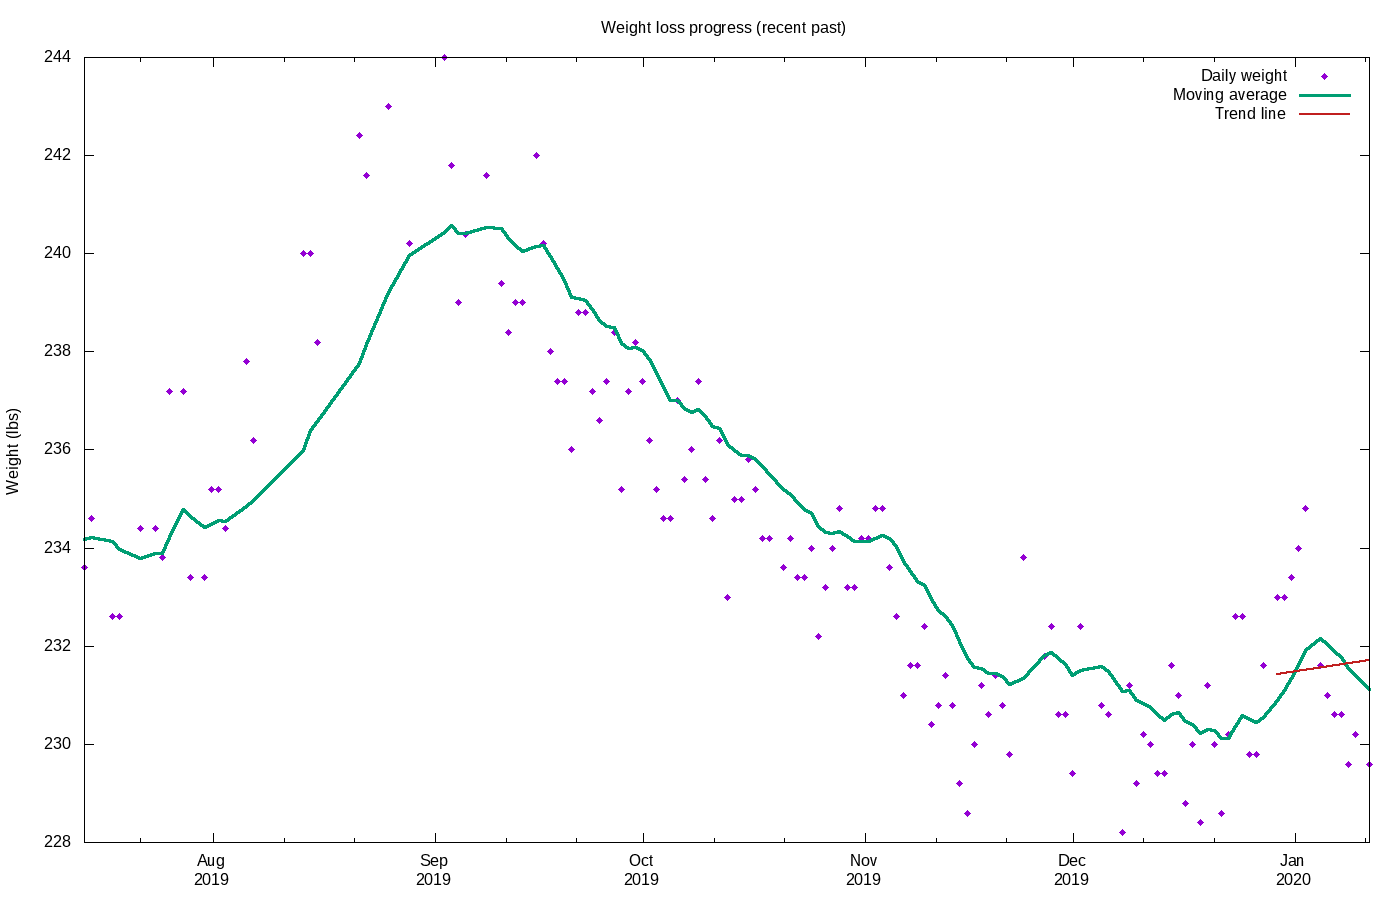 Weight loss progress (recent past)
244
242
240
238
236
234
232
230
228
Weight (lbs)
Daily weight
Moving average
Trend line
Aug Sep Oct Nov Dec Jan
2019 2019 2019 2019 2019 2020